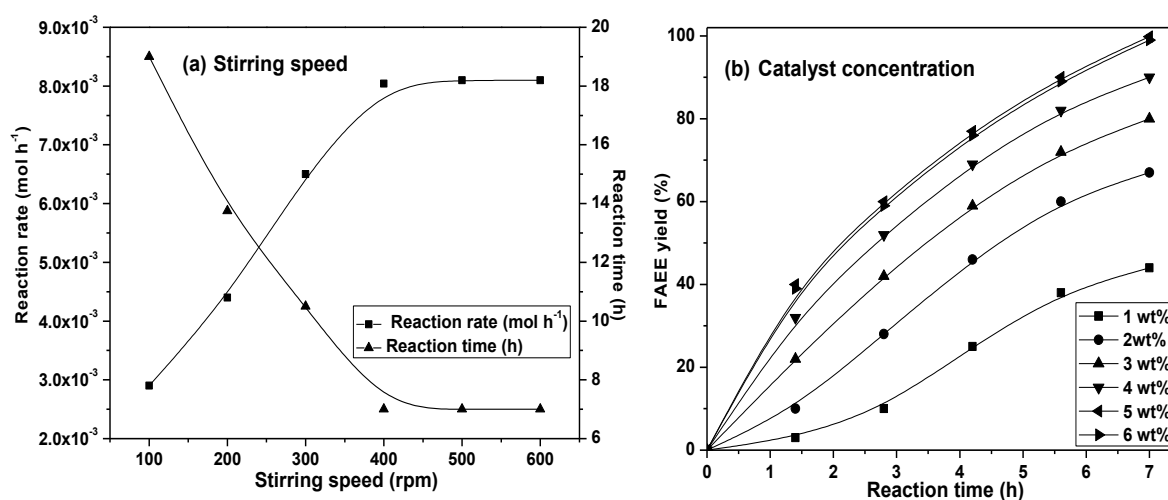 (a) Stirring speed
Reaction rate (mol h⁻¹)
9.0x10⁻³
8.0x10⁻³
7.0x10⁻³
6.0x10⁻³
5.0x10⁻³
4.0x10⁻³
3.0x10⁻³
2.0x10⁻³
20
18
16
14
12
10
8
6
Reaction time
(h)
Reaction rate (mol h⁻¹)
Reaction time (h)
100 200 300 400 500 600
Stirring speed (rpm)
(b) Catalyst concentration
FAEE yield (%)
100
80
60
40
20
0
1 wt%
2wt%
3 wt%
4 wt%
5 wt%
6 wt%
0 1 2 3 4 5 6 7
Reaction time (h)